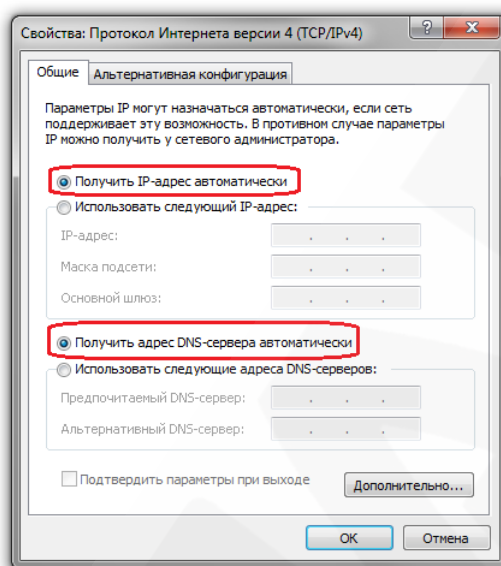 Свойства: Протокол Интернета версии 4 (TCP/IPv4)
Общие
Альтернативная конфигурация
Параметры IP могут назначаться автоматически, если сеть
поддерживает эту возможность. В противном случае параметры
IP можно получить у сетевого администратора.
Получить IP-адрес автоматически
Использовать следующий IP-адрес:
IP-адрес:
Маска подсети:
Основной шлюз:
Получить адрес DNS-сервера автоматически
Использовать следующие адреса DNS-серверов:
Предпочитаемый DNS-сервер:
Альтернативный DNS-сервер:
Подтвердить параметры при выходе
Дополнительно...
ОК
Отмена